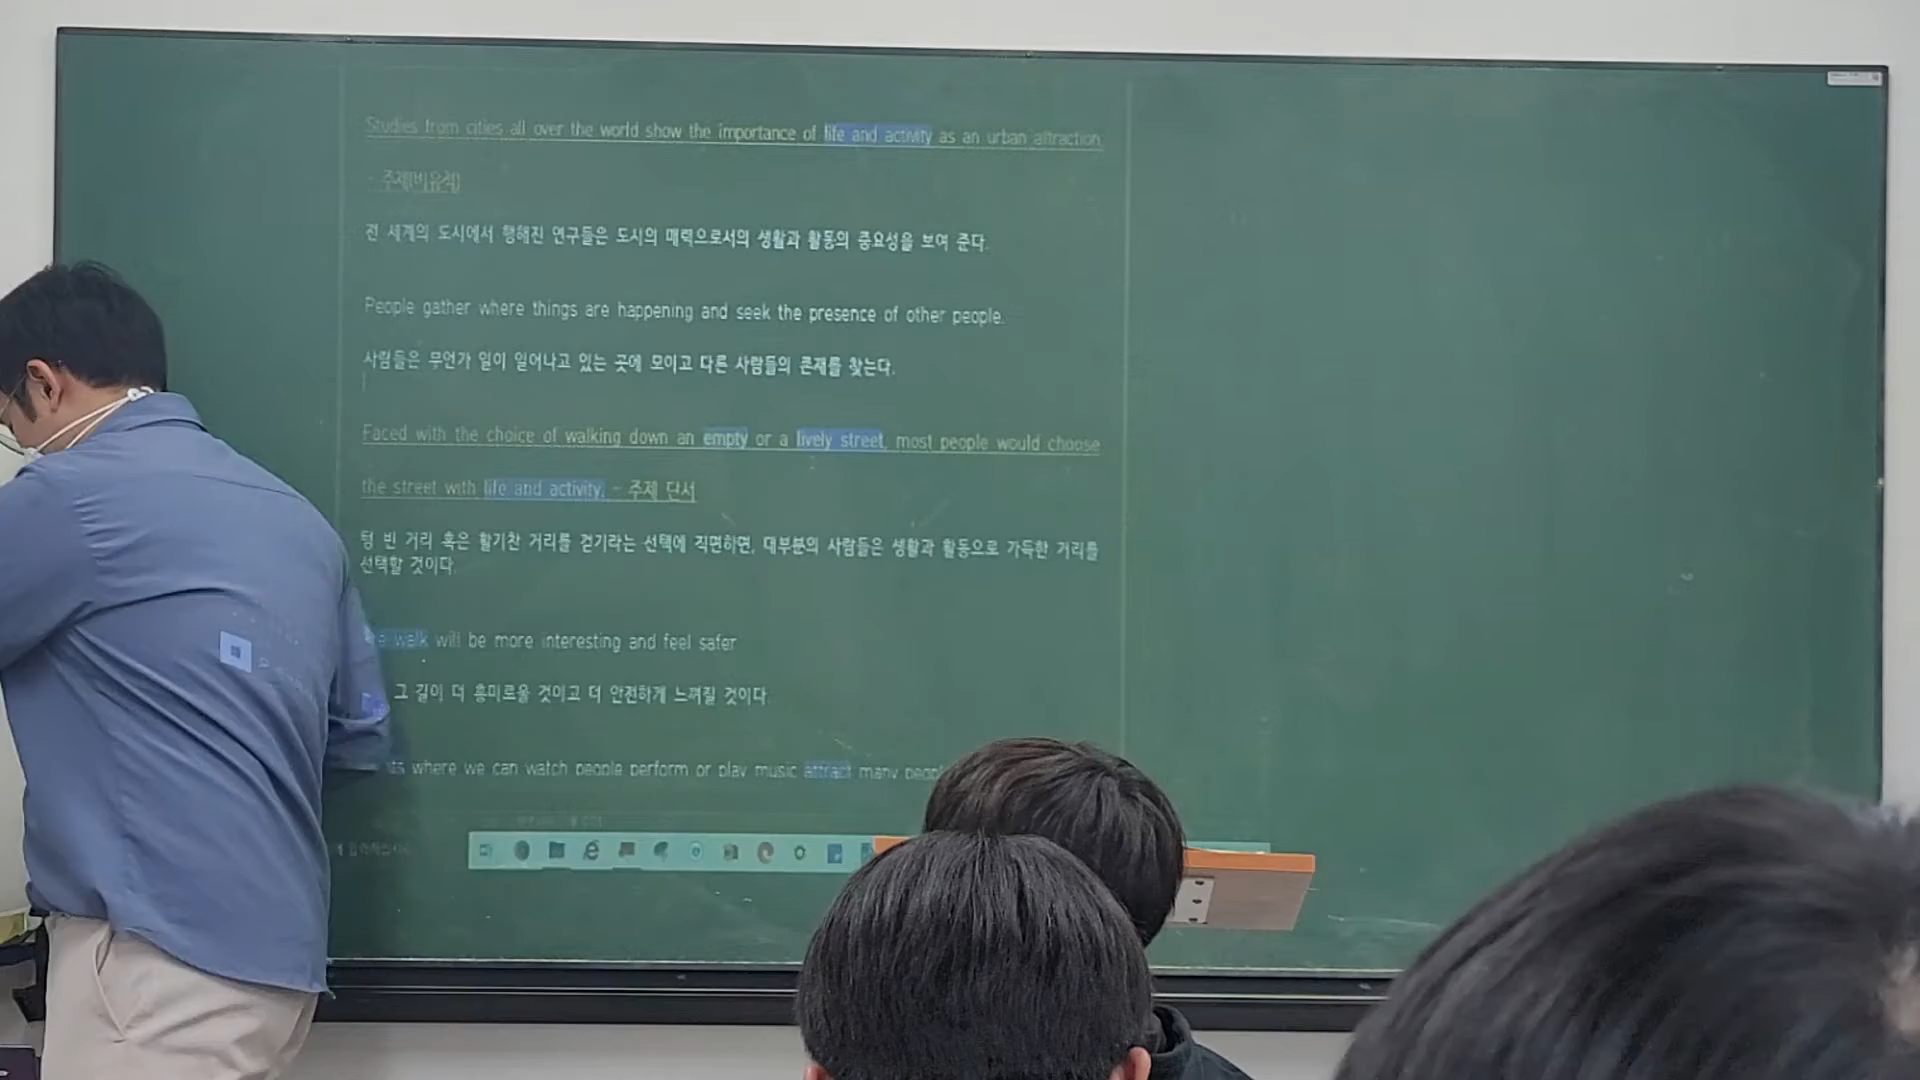 Studies from cities all over the world show the importance of life and activity as an urban attraction.
- 주제(비유적)
전 세계의 도시에서 행해진 연구들은 도시의 매력으로서의 생활과 활동의 중요성을 보여 준다.
People gather where things are happening and seek the presence of other people.
사람들은 무언가 일이 일어나고 있는 곳에 모이고 다른 사람들의 존재를 찾는다.
Faced with the choice of walking down an empty or a lively street, most people would choose
the street with life and activity. - 주제 단서
텅 빈 거리 혹은 활기찬 거리를 걷기라는 선택에 직면하면, 대부분의 사람들은 생활과 활동으로 가득한 거리를
선택할 것이다.
walk will be more interesting and feel safer
그 길이 더 흥미로울 것이고 더 안전하게 느껴질 것이다.
where we can watch people perform or play music attract many